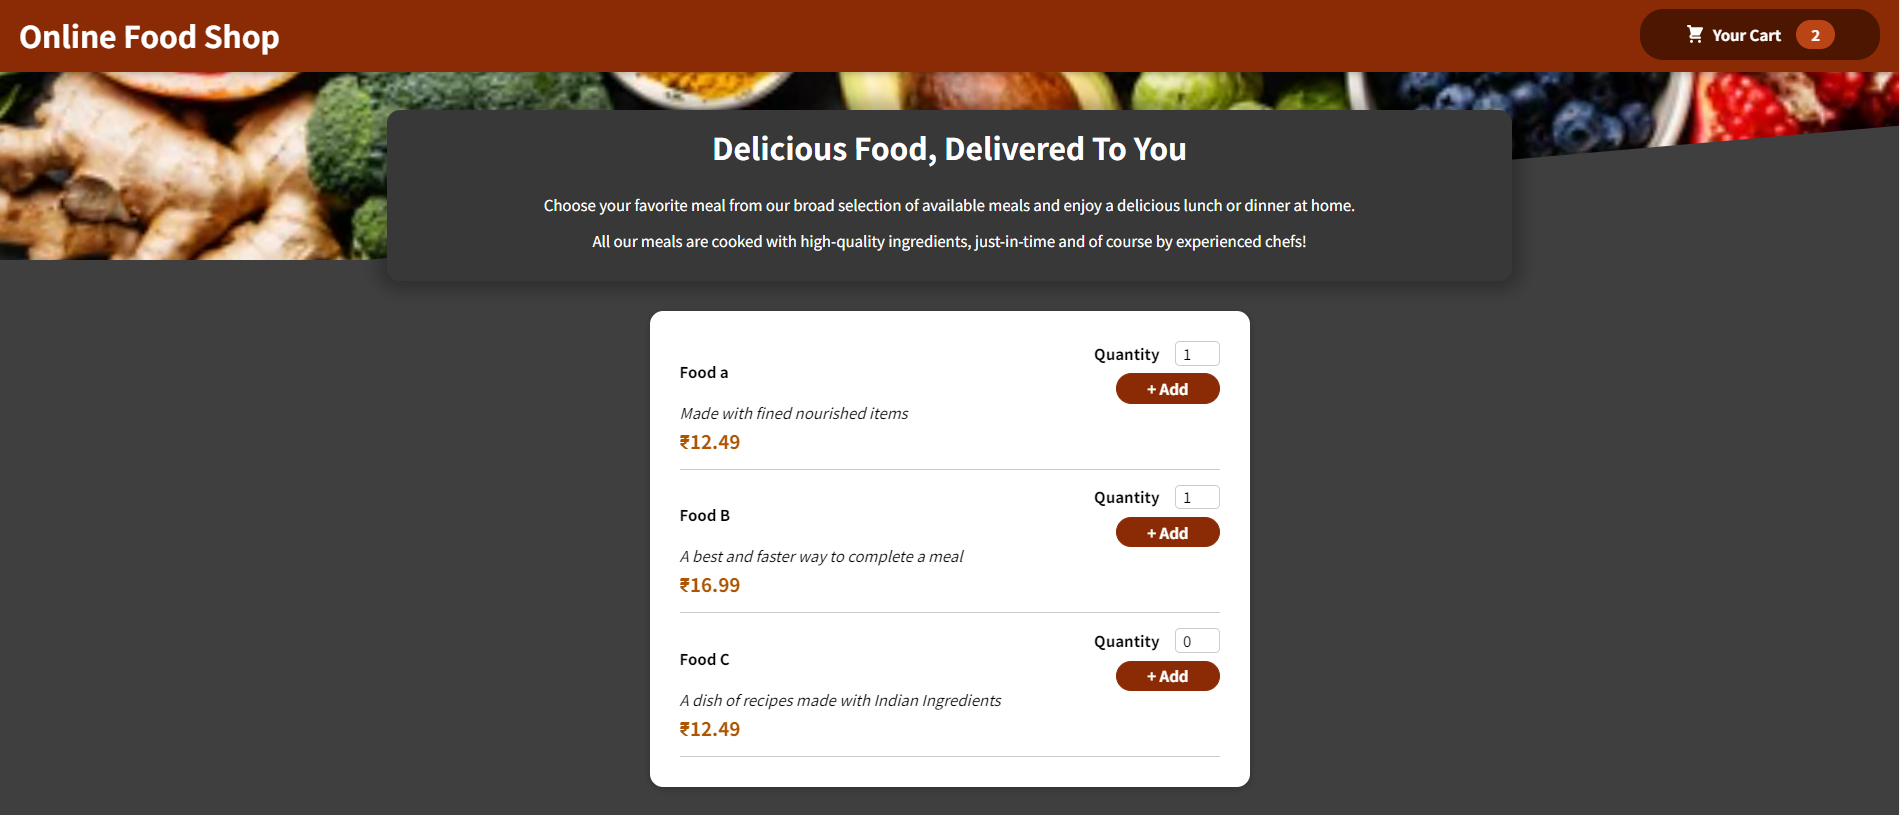 Online Food Shop
Your Cart 2
Delicious Food, Delivered To You
Choose your favorite meal from our broad selection of available meals and enjoy a delicious lunch or dinner at home.
All our meals are cooked with high-quality ingredients, just-in-time and of course by experienced chefs!
Food a
Quantity 1
+ Add
Made with fined nourished items
₹12.49
Food B
Quantity 1
+ Add
A best and faster way to complete a meal
₹16.99
Food C
Quantity 0
+ Add
A dish of recipes made with Indian Ingredients
₹12.49